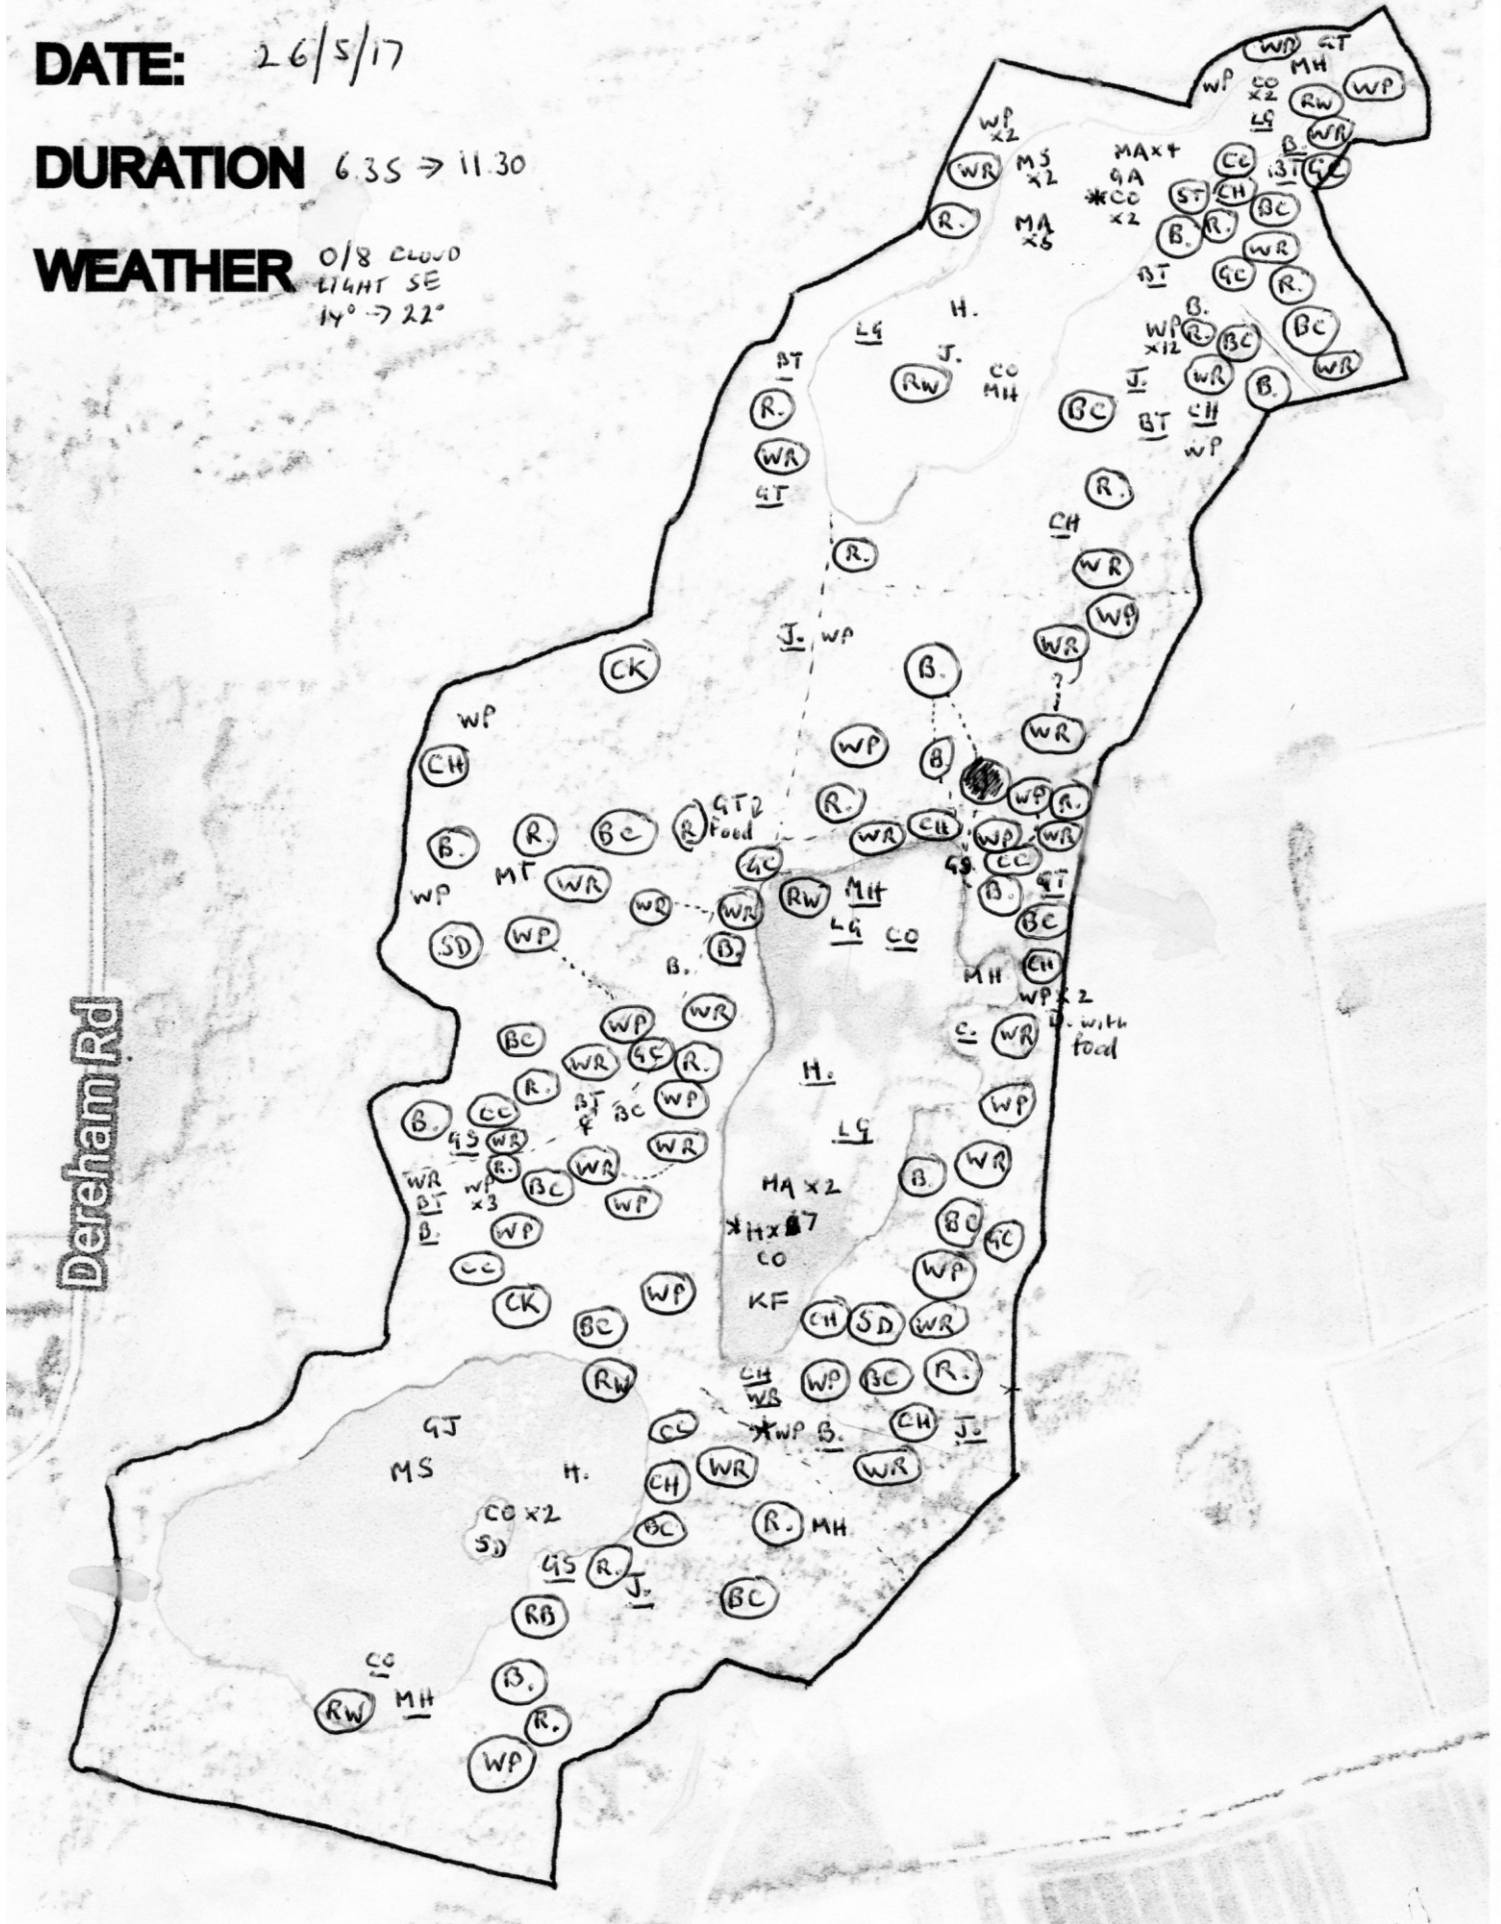 DATE: 26/5/17
DURATION 6.35 → 11.30
WEATHER 0/8 CLOUD
LIGHT SE
14° → 22°
WR GT
MH
WP CO x2 RW WP
LG WR
WP x2
WR MS x2 MA x4 CC B. BT GC
GA ST CH
*CO x2 BC
R. MA B. R.
WR
BT GC R.
H. B.
LG WP x12 R. BC BC
J.
BT RW CO MH J. WR B. WR
R. BC BT CH
WR WP
GT R.
CH
R. WR
WP
J. WP WR
CK B. ?
WP WR
CH WP B.
R. WP R.
B. R. BC R GT
food WR CH WP WR
MT GC GS CC
WR B. GT
WP WR WR RW MH BC
SD WP B. LG CO
B. MH CH
WP x 2
WP WR C. WR with
food
BC WR GC R. H.
R. WP WP
B. CC BT BC
GS WR WR LG
R. WR B. WR
WR WP x3 BC MA x2
BT WP
B. WP *H x 7 BC GC
CC CO WP
CK WP KF
BC CH SD WR
RW CH WP BC R.
WR
GJ CC *WP B. CH J.
MS H. CH WR WR
CO x2 BC R. MH
SD
GS R. J. BC
RB
CO B.
RW MH R.
WP
Dereham Rd